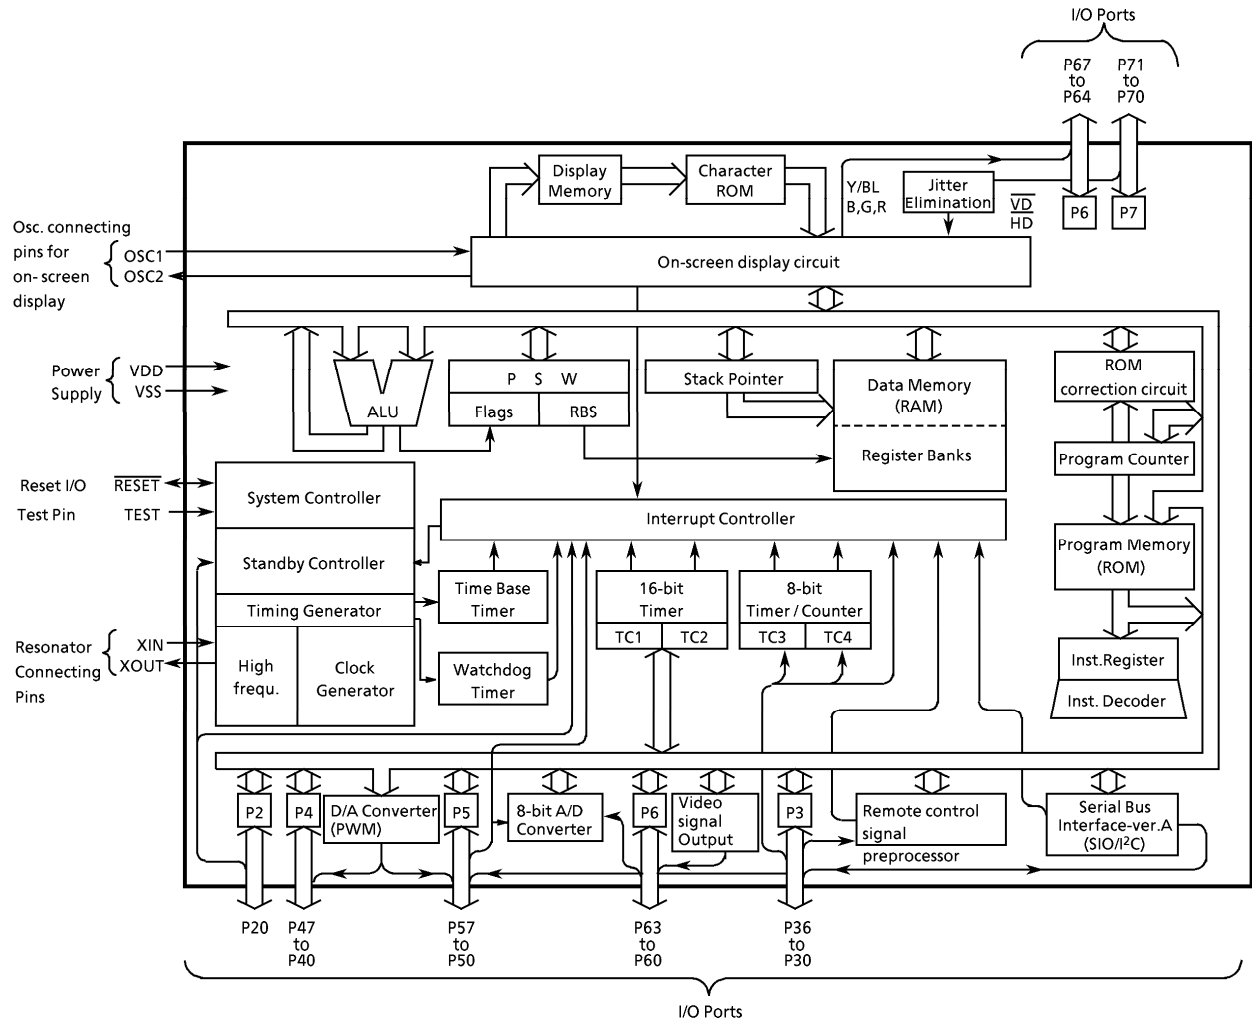 I/O Ports
P67 to P64
P71 to P70
Display Memory
Character ROM
Y/BL
B,G,R
Jitter Elimination
VD
HD
P6
P7
Osc. connecting pins for on- screen display
OSC1
OSC2
On-screen display circuit
Power Supply
VDD
VSS
ALU
P S W
Flags
RBS
Stack Pointer
Data Memory (RAM)
Register Banks
ROM correction circuit
Program Counter
Program Memory (ROM)
Inst.Register
Inst. Decoder
Reset I/O
RESET
Test Pin
TEST
System Controller
Standby Controller
Timing Generator
High frequ.
Clock Generator
Interrupt Controller
Time Base Timer
Watchdog Timer
16-bit Timer
TC1
TC2
8-bit Timer / Counter
TC3
TC4
Resonator Connecting Pins
XIN
XOUT
P2
P4
D/A Converter (PWM)
P5
8-bit A/D Converter
P6
Video signal Output
P3
Remote control signal preprocessor
Serial Bus Interface-ver.A (SIO/I²C)
P20
P47 to P40
P57 to P50
P63 to P60
P36 to P30
I/O Ports